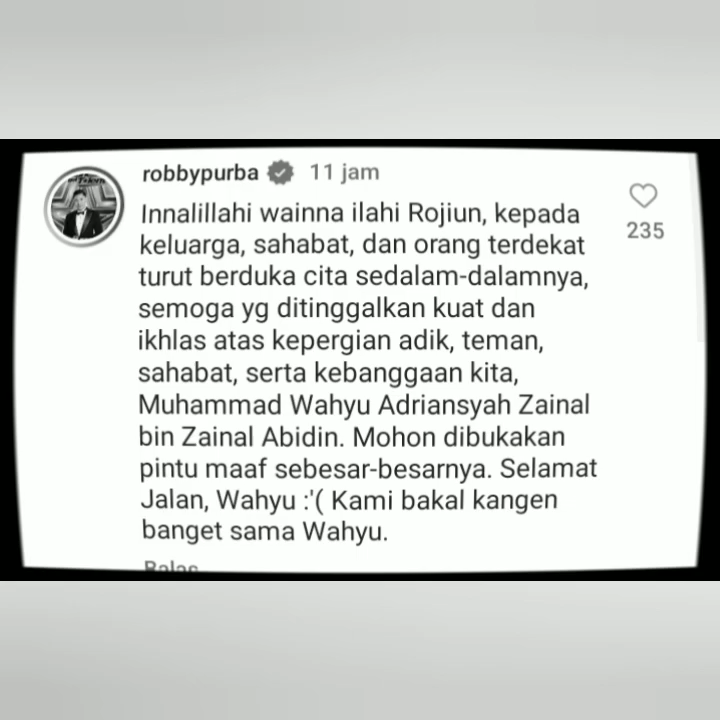 robbypurba 11 jam
Innalillahi wainna ilahi Rojiun, kepada
keluarga, sahabat, dan orang terdekat
turut berduka cita sedalam-dalamnya,
semoga yg ditinggalkan kuat dan
ikhlas atas kepergian adik, teman,
sahabat, serta kebanggaan kita,
Muhammad Wahyu Adriansyah Zainal
bin Zainal Abidin. Mohon dibukakan
pintu maaf sebesar-besarnya. Selamat
Jalan, Wahyu :'( Kami bakal kangen
banget sama Wahyu.
Balas
235